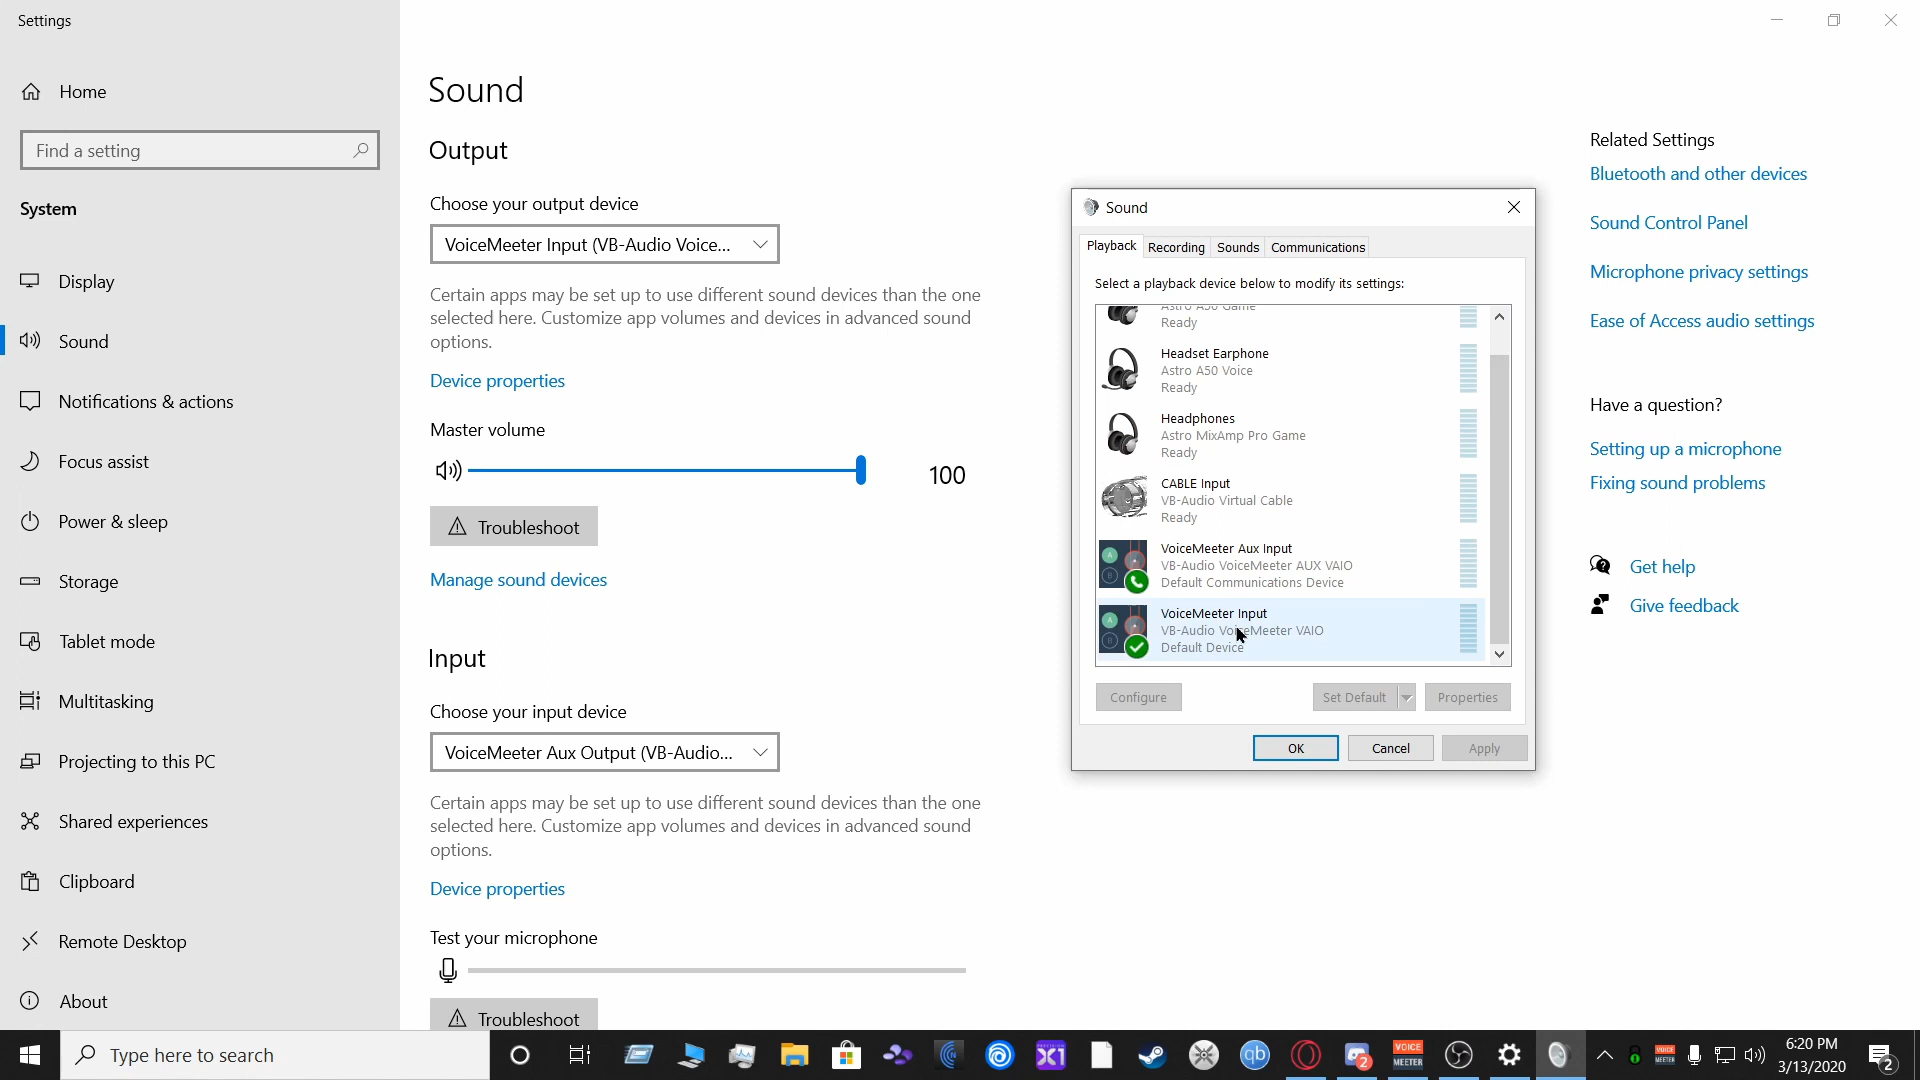 Settings
Home
Find a setting
System
Display
Sound
Notifications & actions
Focus assist
Power & sleep
Storage
Tablet mode
Multitasking
Projecting to this PC
Shared experiences
Clipboard
Remote Desktop
About
Sound
Output
Choose your output device
VoiceMeeter Input (VB-Audio Voice...
Certain apps may be set up to use different sound devices than the one
selected here. Customize app volumes and devices in advanced sound
options.
Device properties
Master volume
100
Troubleshoot
Manage sound devices
Input
Choose your input device
VoiceMeeter Aux Output (VB-Audio...
Certain apps may be set up to use different sound devices than the one
selected here. Customize app volumes and devices in advanced sound
options.
Device properties
Test your microphone
Troubleshoot
Sound
Playback Recording Sounds Communications
Select a playback device below to modify its settings:
Astro A50 Game
Ready
Headset Earphone
Astro A50 Voice
Ready
Headphones
Astro MixAmp Pro Game
Ready
CABLE Input
VB-Audio Virtual Cable
Ready
VoiceMeeter Aux Input
VB-Audio VoiceMeeter AUX VAIO
Default Communications Device
VoiceMeeter Input
VB-Audio VoiceMeeter VAIO
Default Device
Configure Set Default Properties
OK Cancel Apply
Related Settings
Bluetooth and other devices
Sound Control Panel
Microphone privacy settings
Ease of Access audio settings
Have a question?
Setting up a microphone
Fixing sound problems
Get help
Give feedback
Type here to search
X1
qb
2
VOICE
MEETER
6:20 PM
3/13/2020
2